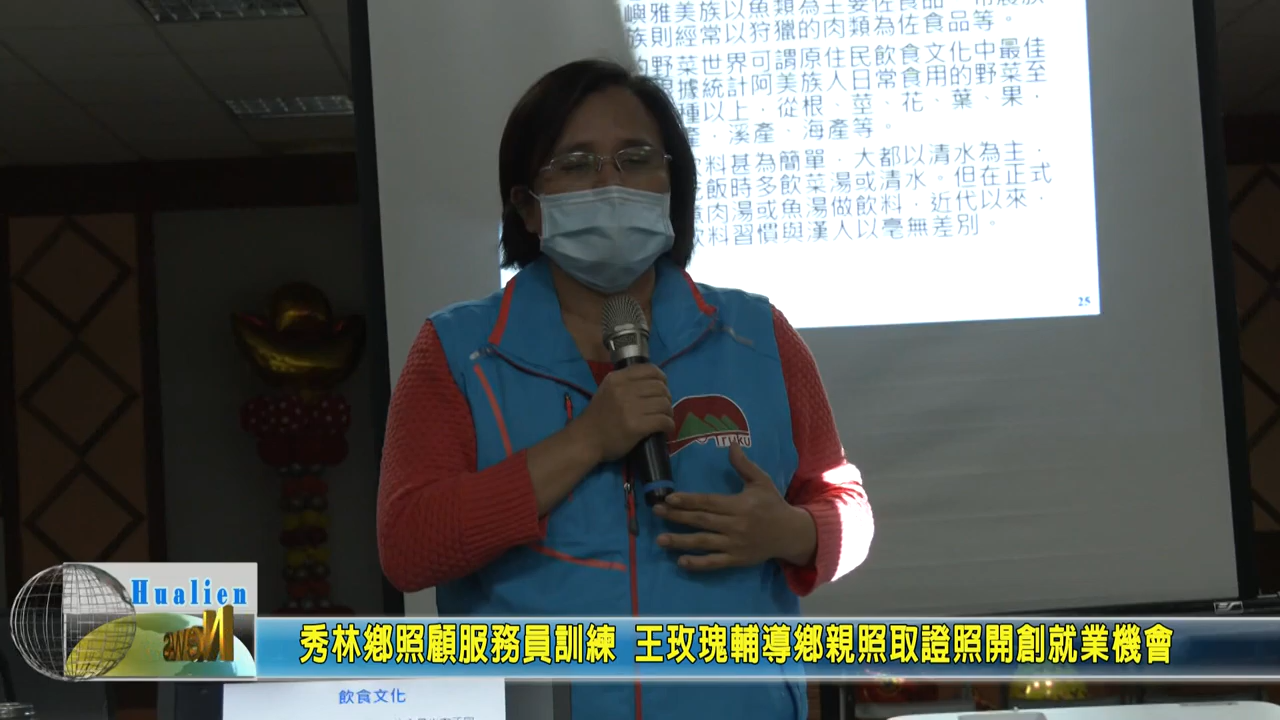 嶼雅美族以魚類為主要佐食品
族則經常以狩獵的肉類為佐食品等。
的野菜世界可謂原住民飲食文化中最佳
根據統計阿美族人日常食用的野菜至
種以上，從根、莖、花、葉、果，
產，溪產、海產等。
飲料甚為簡單，大都以清水為主，
飯時多飲菜湯或清水。但在正式
煮肉湯或魚湯做飲料，近代以來，
飲料習慣與漢人以毫無差別。
25
Truku
Hualien
News
秀林鄉照顧服務員訓練 王玫瑰輔導鄉親照取證照開創就業機會
飲食文化